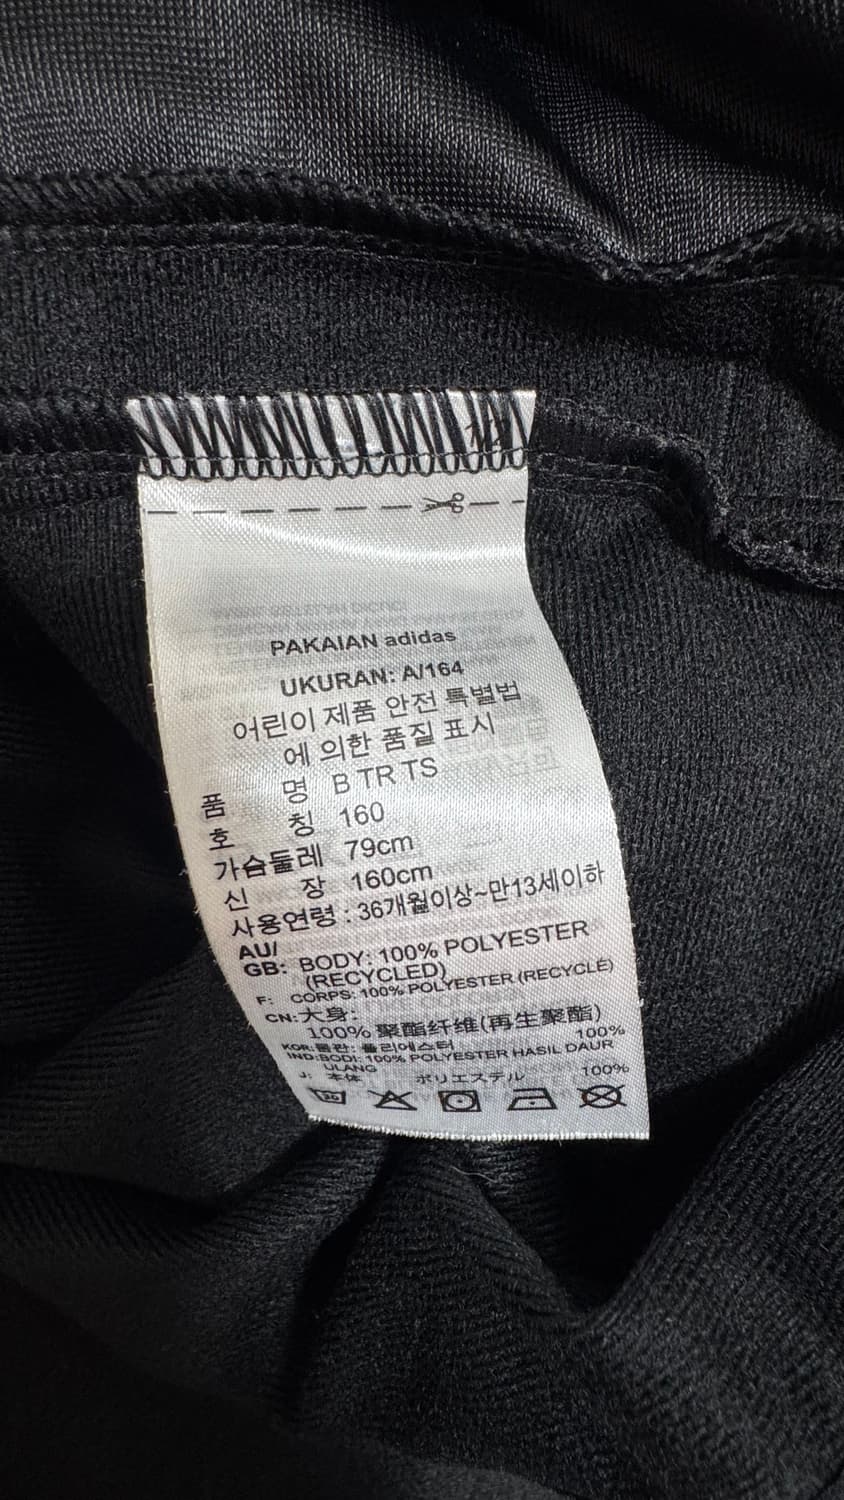 1/2
PAKAIAN adidas
UKURAN: A/164
어린이 제품 안전 특별법
에 의한 품질 표시
품 명 B TR TS
호 칭 160
가슴둘레 79cm
신 장 160cm
사용연령 : 36개월이상~만13세이하
AU/
GB: BODY: 100% POLYESTER
(RECYCLED)
F: CORPS: 100% POLYESTER (RECYCLÉ)
CN: 大身:
100% 聚酯纤维(再生聚酯)
KOR: 몸판: 폴리에스터 100%
IND:BODI: 100% POLYESTER HASIL DAUR
ULANG
J: 本体 ポリエステル 100%
30